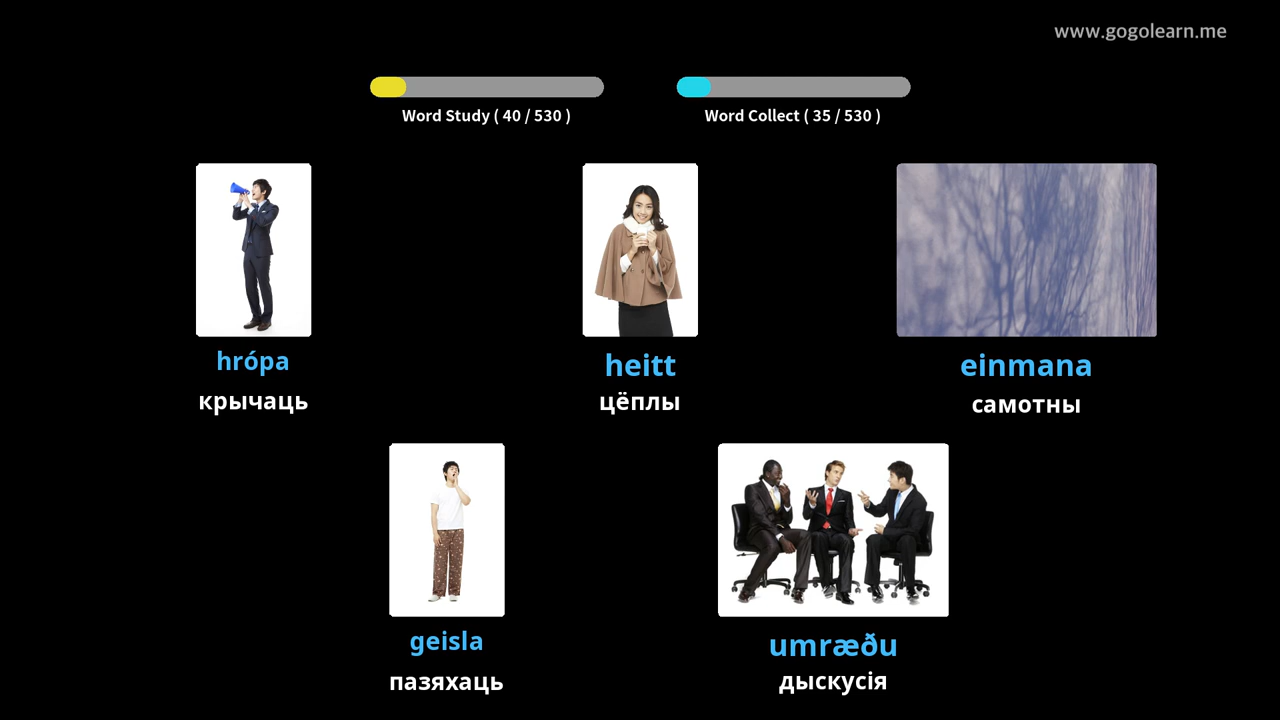 www.gogolearn.me
Word Study ( 40 / 530 )
Word Collect ( 35 / 530 )
hrópa
крычаць
heitt
цёплы
einmana
самотны
geisla
пазяхаць
umræðu
дыскусія